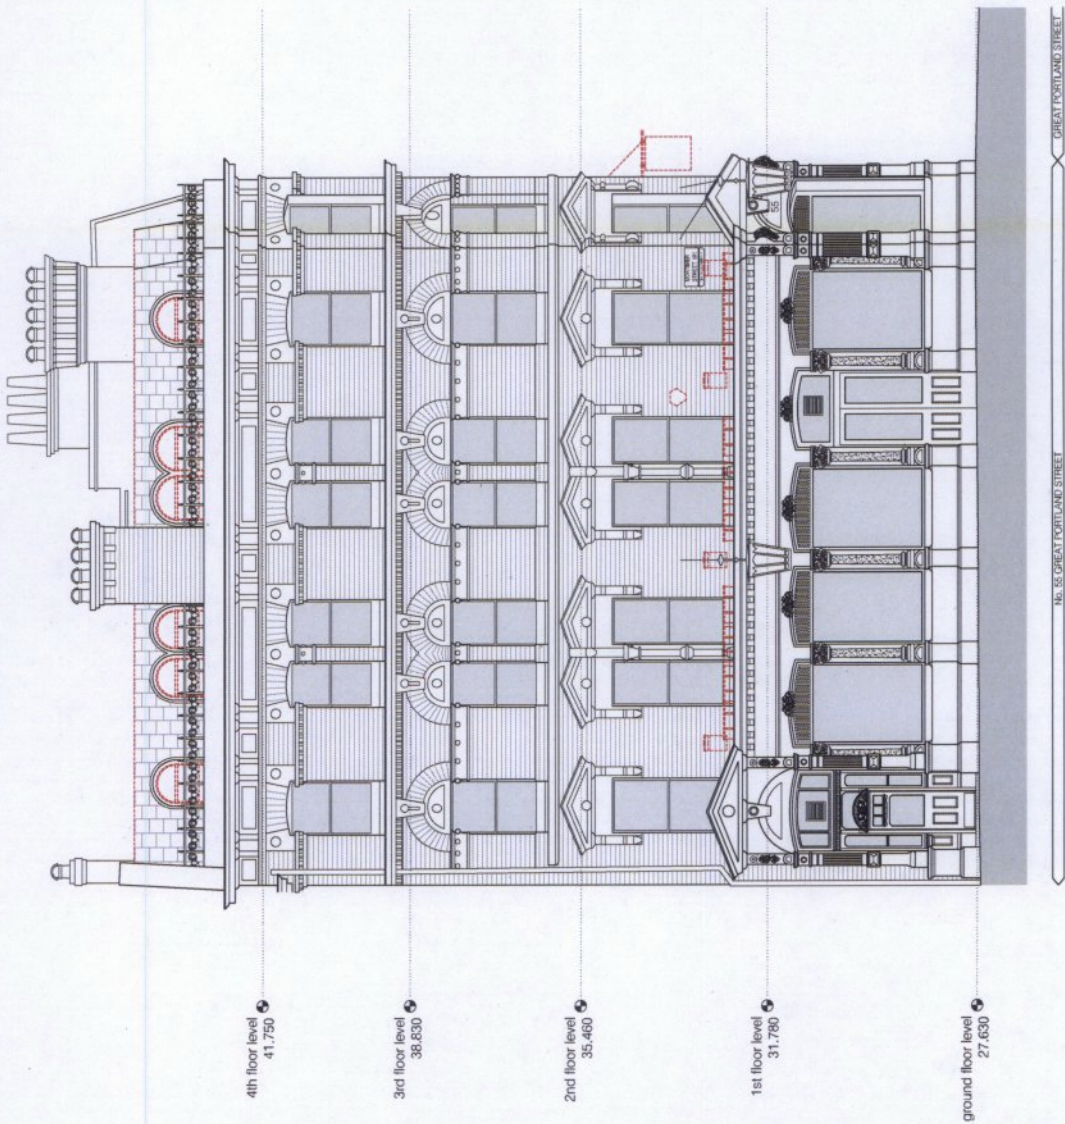 4th floor level
41.750
3rd floor level
38.830
2nd floor level
35.460
1st floor level
31.780
ground floor level
27.630
55
No. 55 GREAT PORTLAND STREET
GREAT PORTLAND STREET